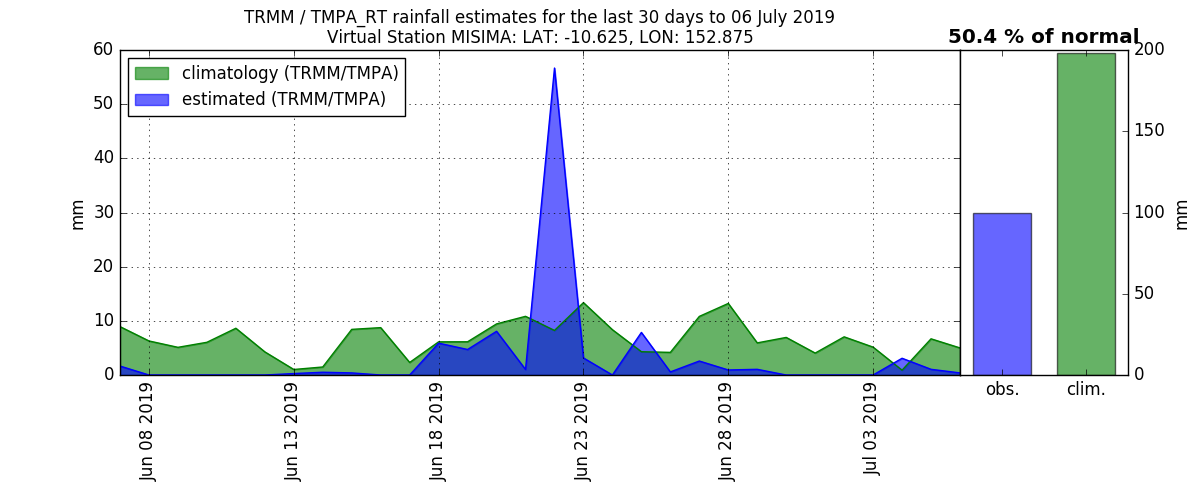 TRMM / TMPA_RT rainfall estimates for the last 30 days to 06 July 2019
Virtual Station MISIMA: LAT: -10.625, LON: 152.875
50.4 % of normal
climatology (TRMM/TMPA)
estimated (TRMM/TMPA)
mm
60
50
40
30
20
10
0
Jun 08 2019
Jun 13 2019
Jun 18 2019
Jun 23 2019
Jun 28 2019
Jul 03 2019
obs.
clim.
200
150
100
50
0
mm